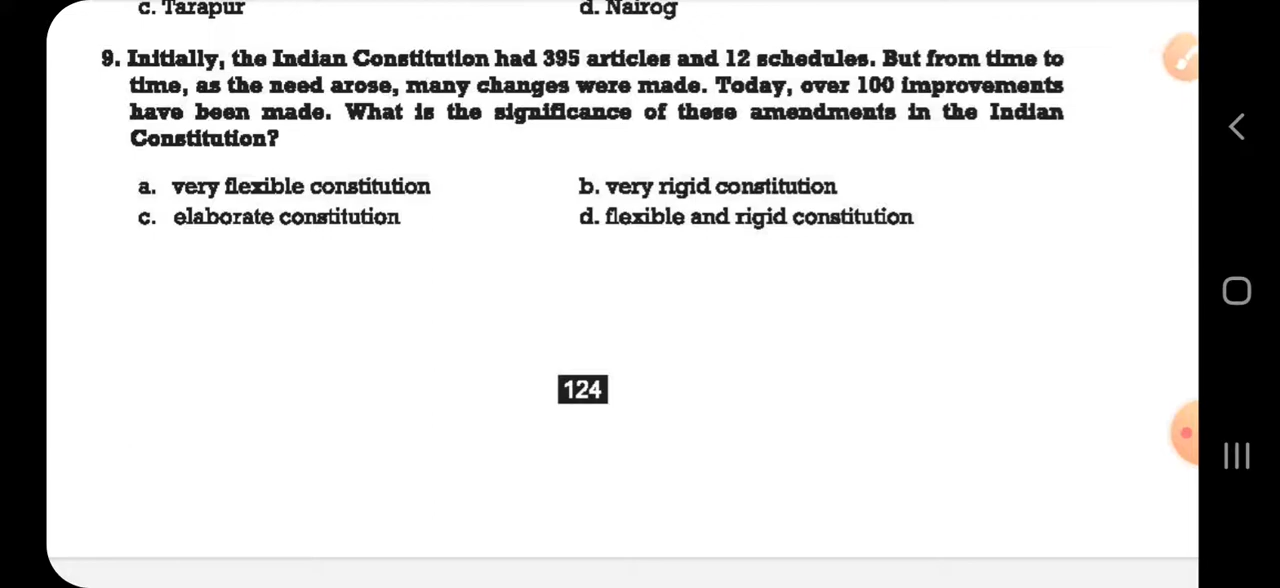 c. Tarapur
d. Nairog
9. Initially, the Indian Constitution had 395 articles and 12 schedules. But from time to
time, as the need arose, many changes were made. Today, over 100 improvements
have been made. What is the significance of these amendments in the Indian
Constitution?
a. very flexible constitution
b. very rigid constitution
c. elaborate constitution
d. flexible and rigid constitution
124